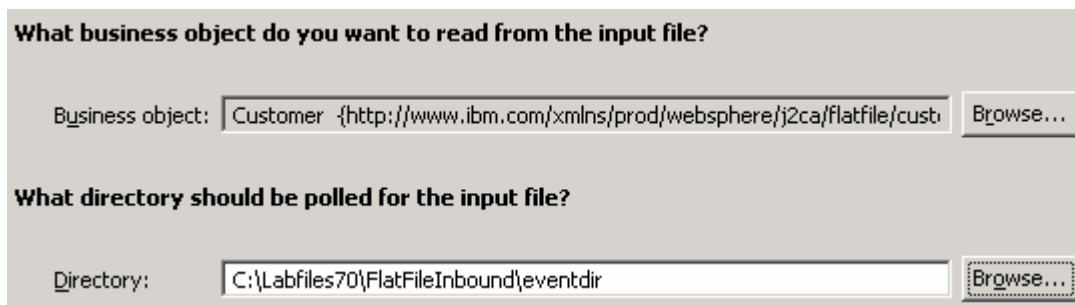 What business object do you want to read from the input file?
Business object: Customer {http://www.ibm.com/xmlns/prod/websphere/j2ca/flatfile/cust Browse...
What directory should be polled for the input file?
Directory: C:\Labfiles70\FlatFileInbound\eventdir Browse...